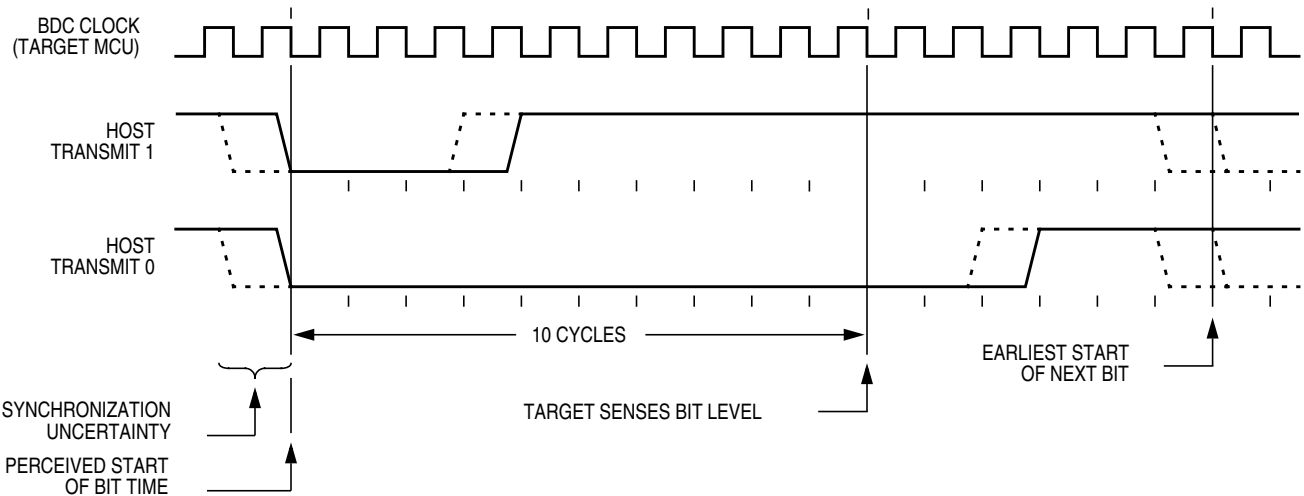 BDC CLOCK
(TARGET MCU)
HOST
TRANSMIT 1
HOST
TRANSMIT 0
10 CYCLES
EARLIEST START
OF NEXT BIT
TARGET SENSES BIT LEVEL
SYNCHRONIZATION
UNCERTAINTY
PERCEIVED START
OF BIT TIME